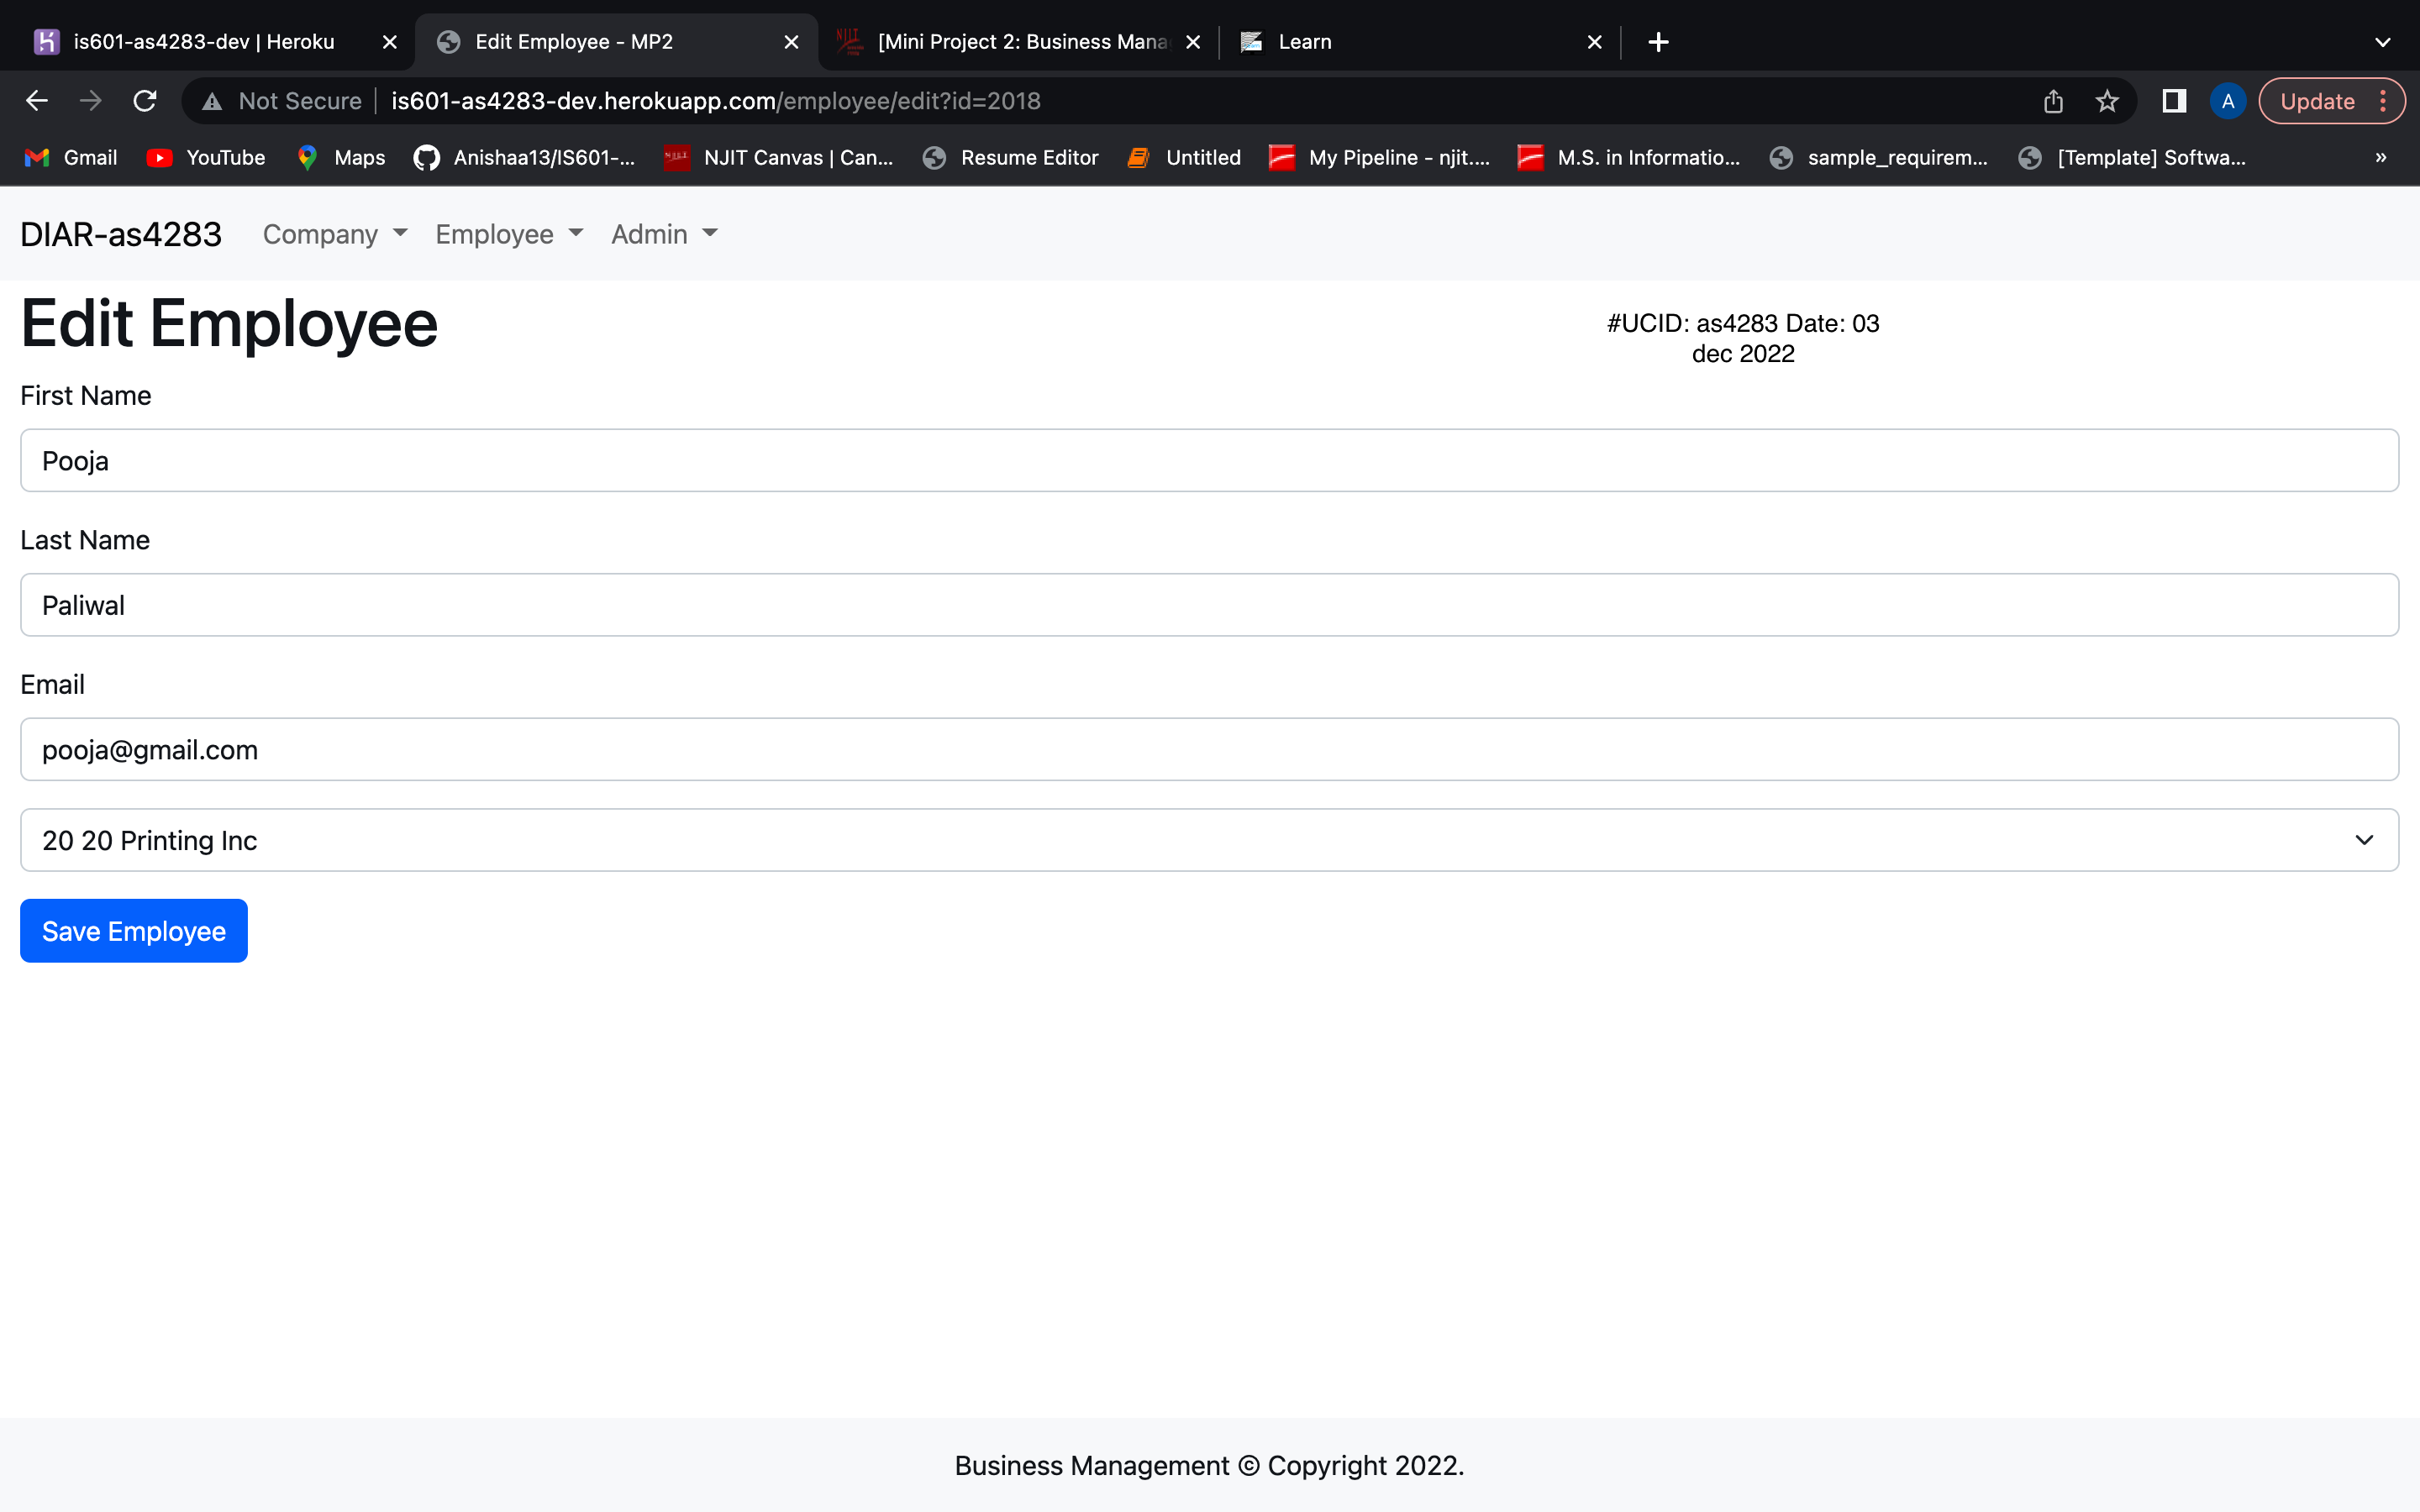 is601-as4283-dev | Heroku
Edit Employee - MP2
[Mini Project 2: Business Mana
Learn
Not Secure
is601-as4283-dev.herokuapp.com/employee/edit?id=2018
A
Update
Gmail
YouTube
Maps
Anishaa13/IS601-...
NJIT Canvas | Can...
Resume Editor
Untitled
My Pipeline - njit....
M.S. in Informatio...
sample_requirem...
[Template] Softwa...
»
DIAR-as4283
Company
Employee
Admin
Edit Employee
#UCID: as4283 Date: 03
dec 2022
First Name
Pooja
Last Name
Paliwal
Email
pooja@gmail.com
20 20 Printing Inc
Save Employee
Business Management © Copyright 2022.